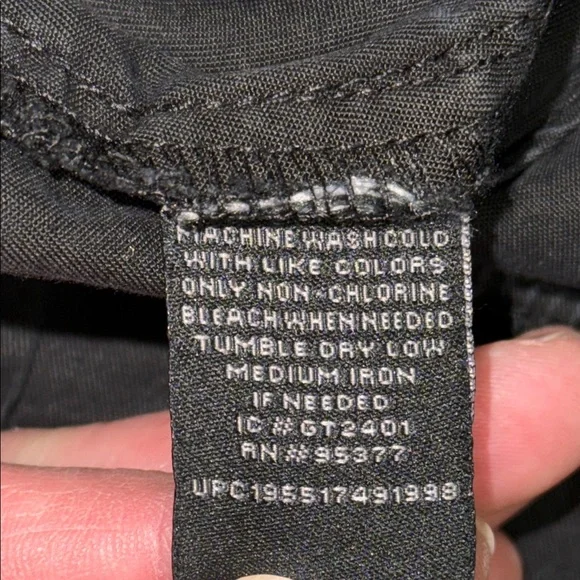 MACHINE WASH COLD
WITH LIKE COLORS
ONLY NON-CHLORINE
BLEACH WHEN NEEDED
TUMBLE DRY LOW
MEDIUM IRON
IF NEEDED
IC #GT2401
RN #95377
UPC195517491998